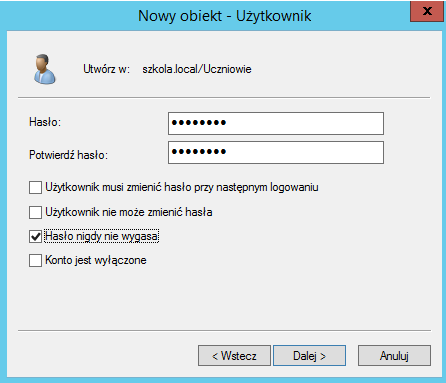 Nowy obiekt - Użytkownik
x
Utwórz w: szkola.local/Uczniowie
Hasło: ••••••••
Potwierdź hasło: ••••••••
Użytkownik musi zmienić hasło przy następnym logowaniu
Użytkownik nie może zmienić hasła
Hasło nigdy nie wygasa
Konto jest wyłączone
< Wstecz Dalej > Anuluj